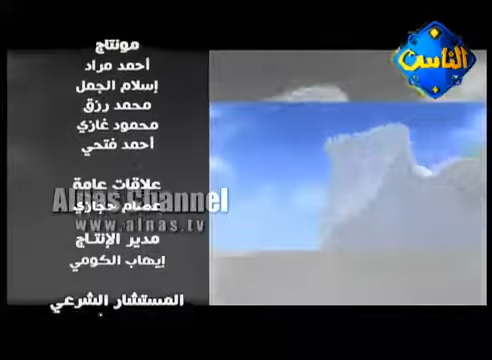 الناس
مونتاج
أحمد مراد
إسلام الجمل
محمد رزق
محمود غازي
أحمد فتحي
علاقات عامة
Alnas Channel
عصام حجازي
www.alnas.tv
مدير الإنتاج
إيهاب الكومي
المستشار الشرعي